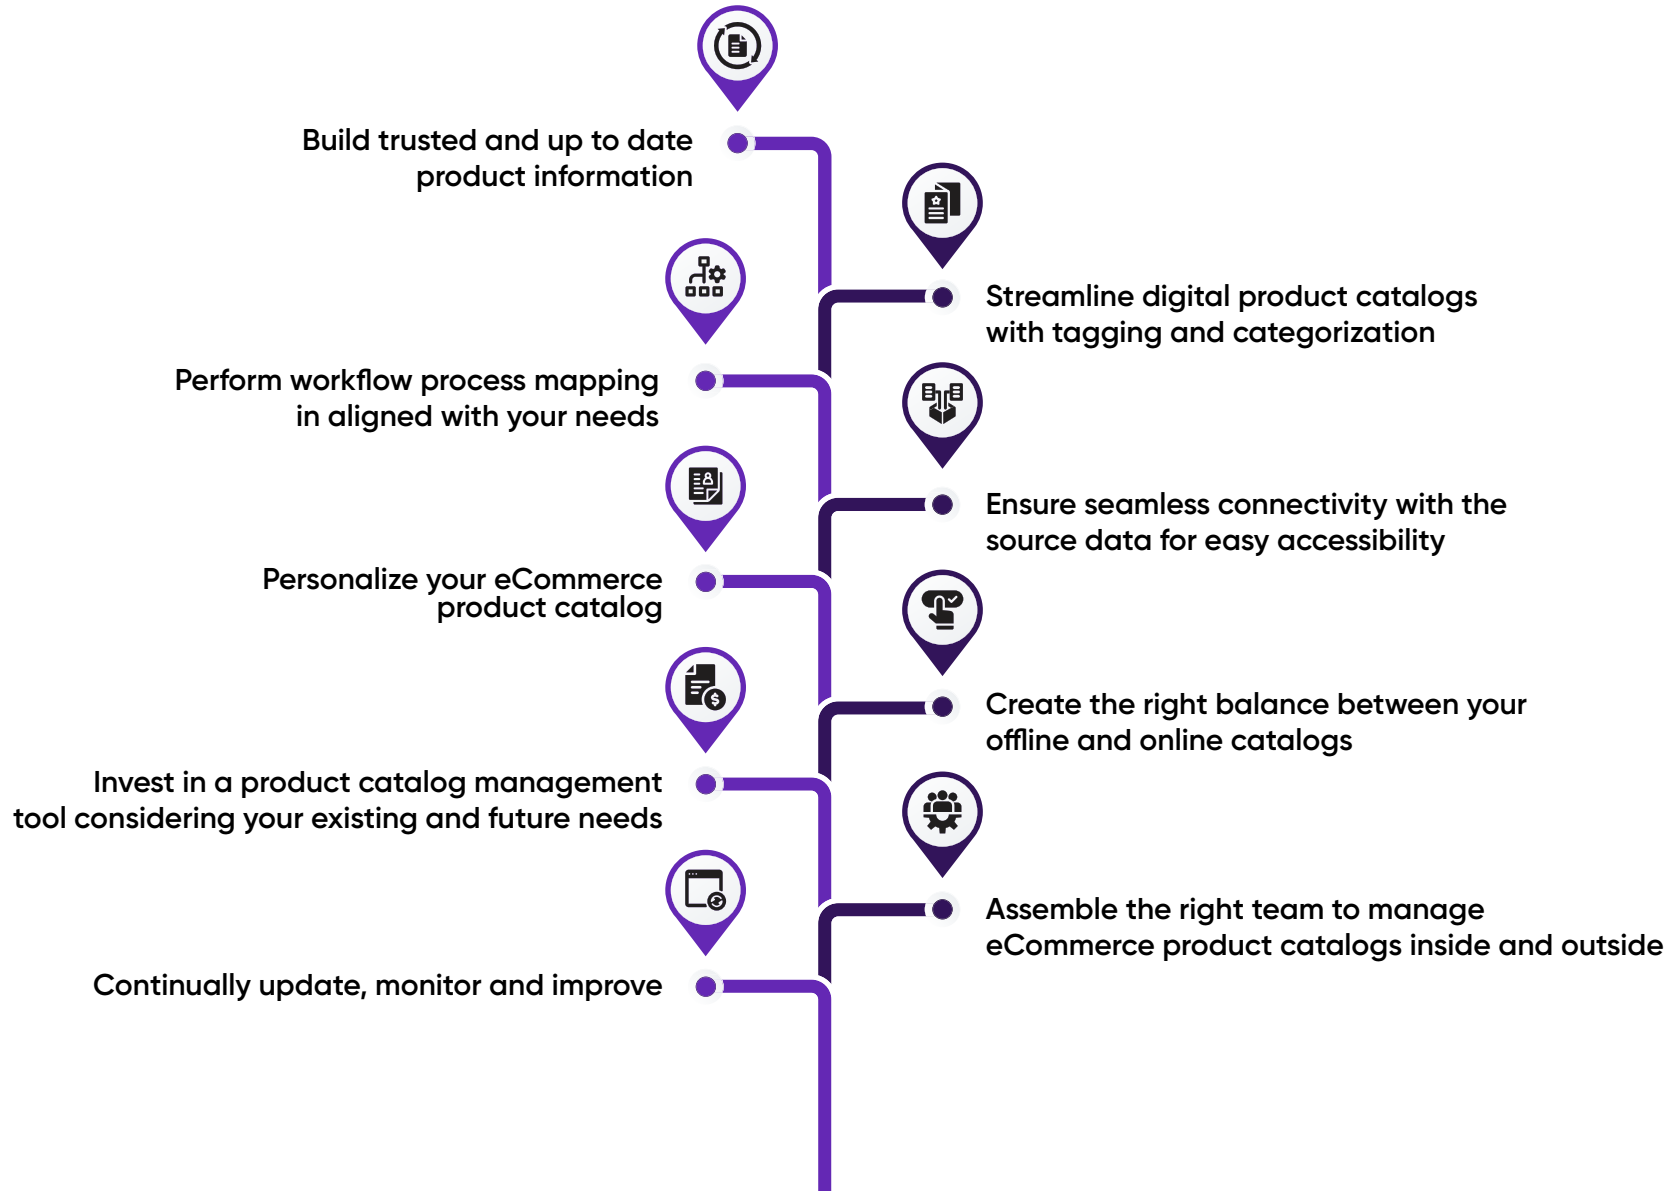 Build trusted and up to date
product information
Streamline digital product catalogs
with tagging and categorization
Perform workflow process mapping
in aligned with your needs
Ensure seamless connectivity with the
source data for easy accessibility
Personalize your eCommerce
product catalog
Create the right balance between your
offline and online catalogs
Invest in a product catalog management
tool considering your existing and future needs
Assemble the right team to manage
eCommerce product catalogs inside and outside
Continually update, monitor and improve